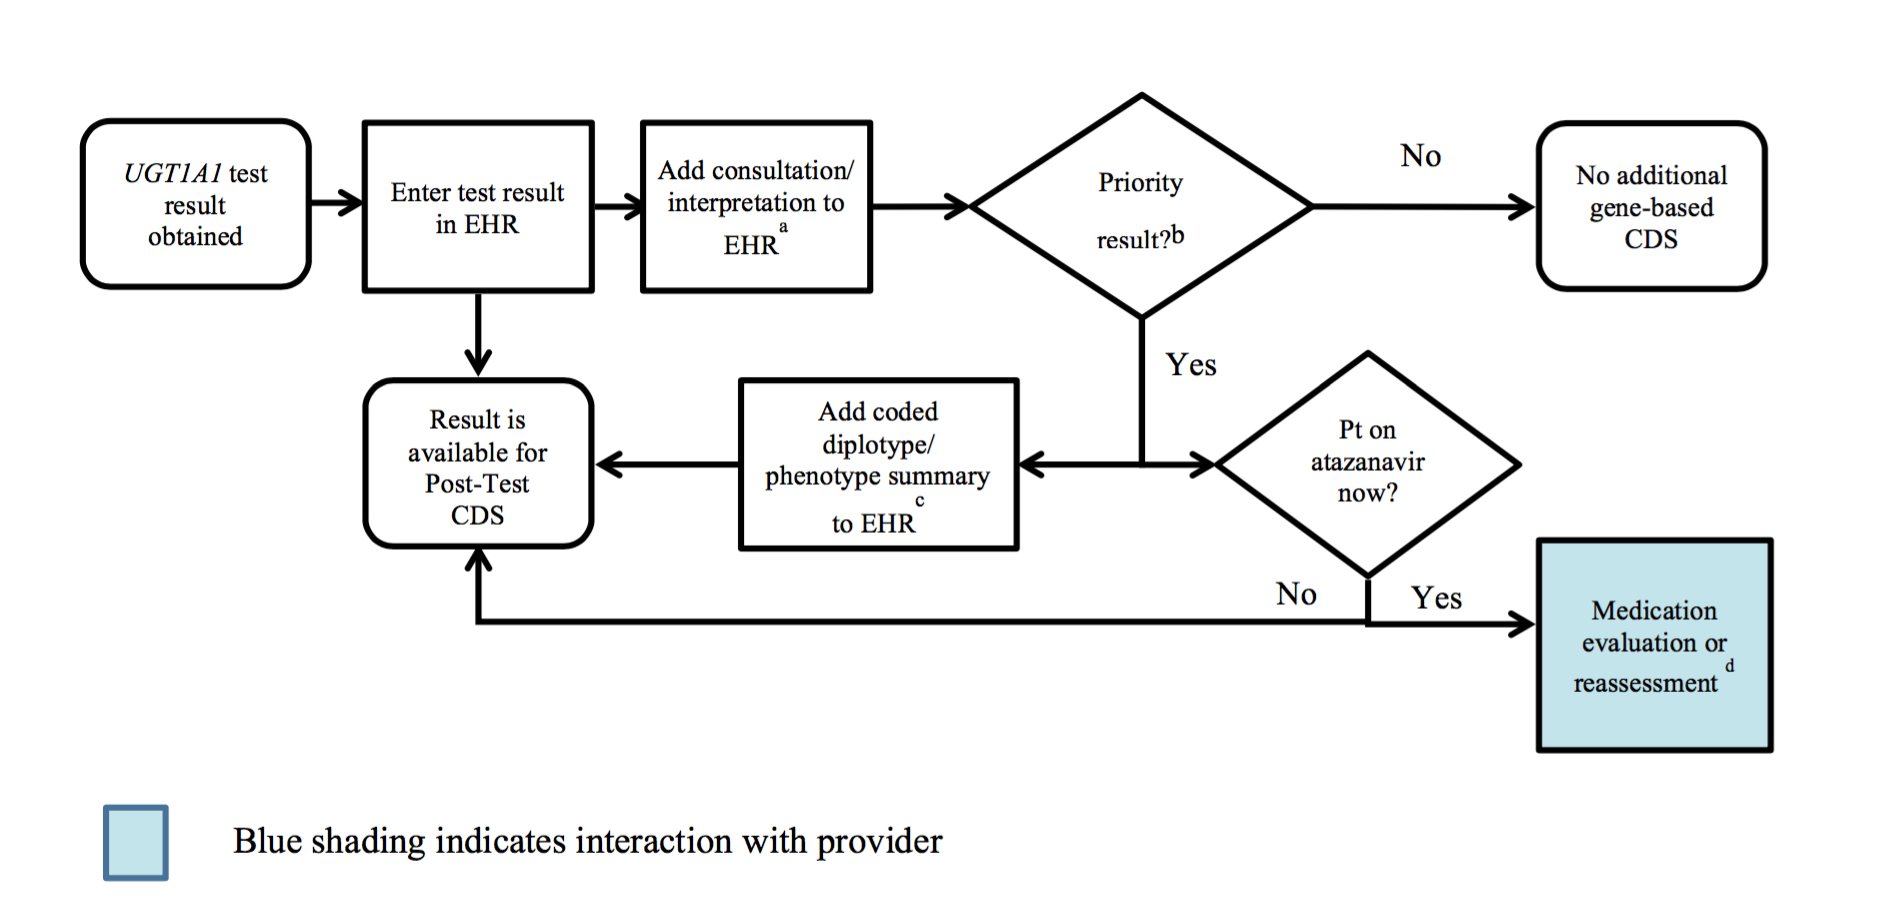 UGT1A1 test
result
obtained
Enter test result
in EHR
Add consultation/
interpretation to
EHR a
Priority
result?b
No
No additional
gene-based
CDS
Yes
Result is
available for
Post-Test
CDS
Add coded
diplotype/
phenotype summary
to EHR c
Pt on
atazanavir
now?
No
Yes
Medication
evaluation or
reassessment d
Blue shading indicates interaction with provider